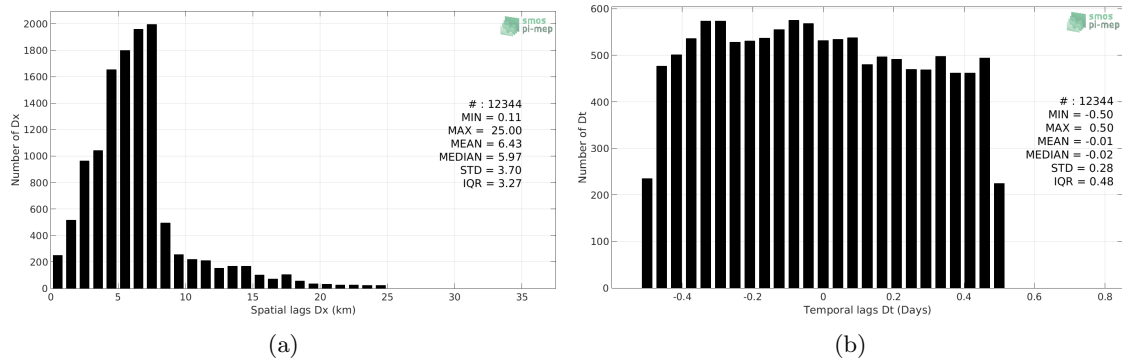 2000
1800
1600
1400
1200
1000
800
600
400
200
0
Number of Dx
0 5 10 15 20 25 30 35
Spatial lags Dx (km)
smos
pi-mep
# : 12344
MIN = 0.11
MAX = 25.00
MEAN = 6.43
MEDIAN = 5.97
STD = 3.70
IQR = 3.27
(a)
600
500
400
300
200
100
0
Number of Dt
-0.4 -0.2 0 0.2 0.4 0.6 0.8
Temporal lags Dt (Days)
smos
pi-mep
# : 12344
MIN = -0.50
MAX = 0.50
MEAN = -0.01
MEDIAN = -0.02
STD = 0.28
IQR = 0.48
(b)